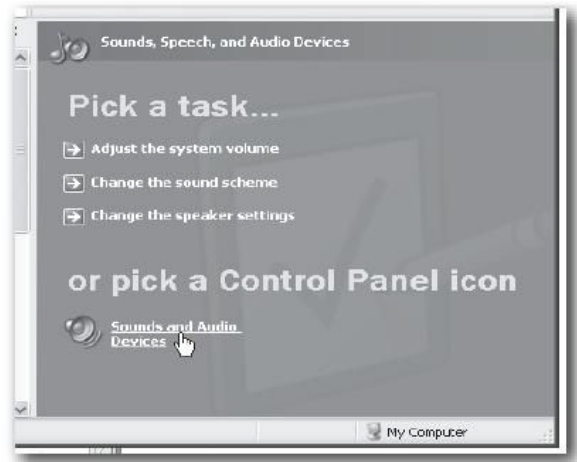 Sounds, Speech, and Audio Devices
Pick a task...
Adjust the system volume
Change the sound scheme
Change the speaker settings
or pick a Control Panel icon
Sounds and Audio
Devices
My Computer